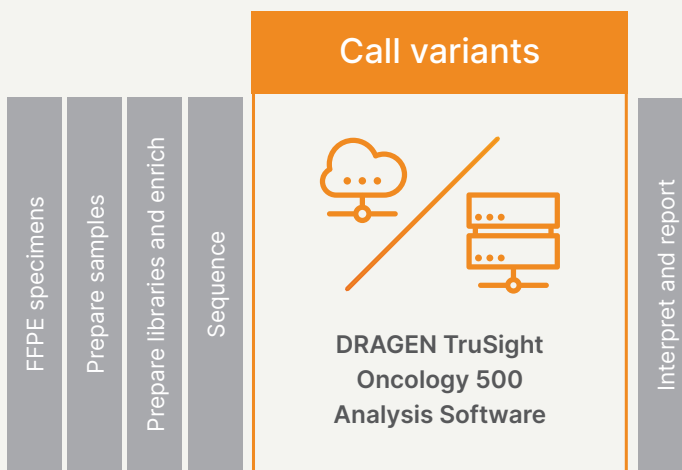 FFPE specimens
Prepare samples
Prepare libraries and enrich
Sequence
Call variants
DRAGEN TruSight
Oncology 500
Analysis Software
Interpret and report